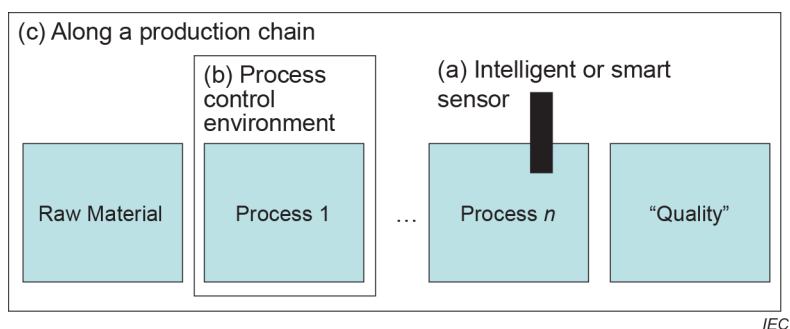 (c) Along a production chain
(b) Process
control
environment
(a) Intelligent or smart
sensor
Raw Material
Process 1
...
Process n
“Quality”
IEC